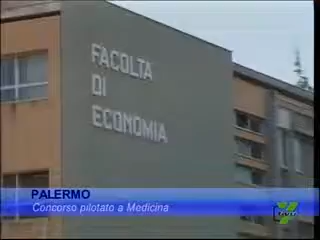 FACOLTA
DI
ECONOMIA
PALERMO
Concorso pilotato a Medicina